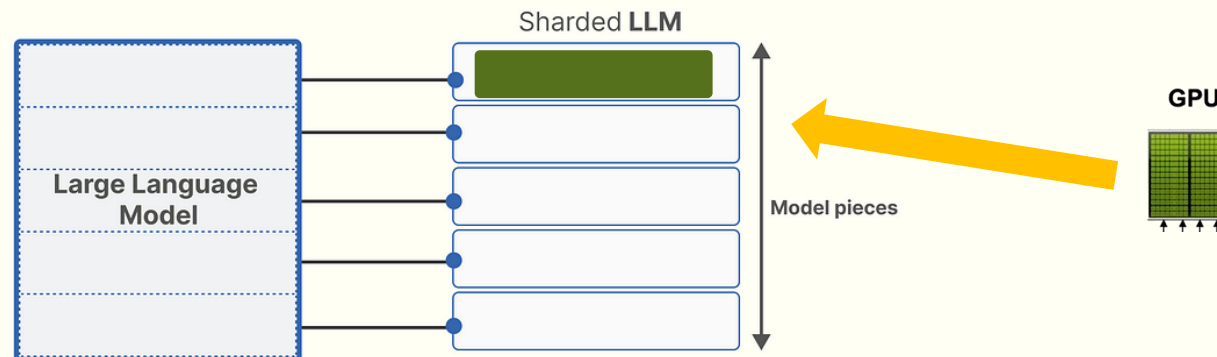 Sharded LLM
GPU
Large Language
Model
Model pieces